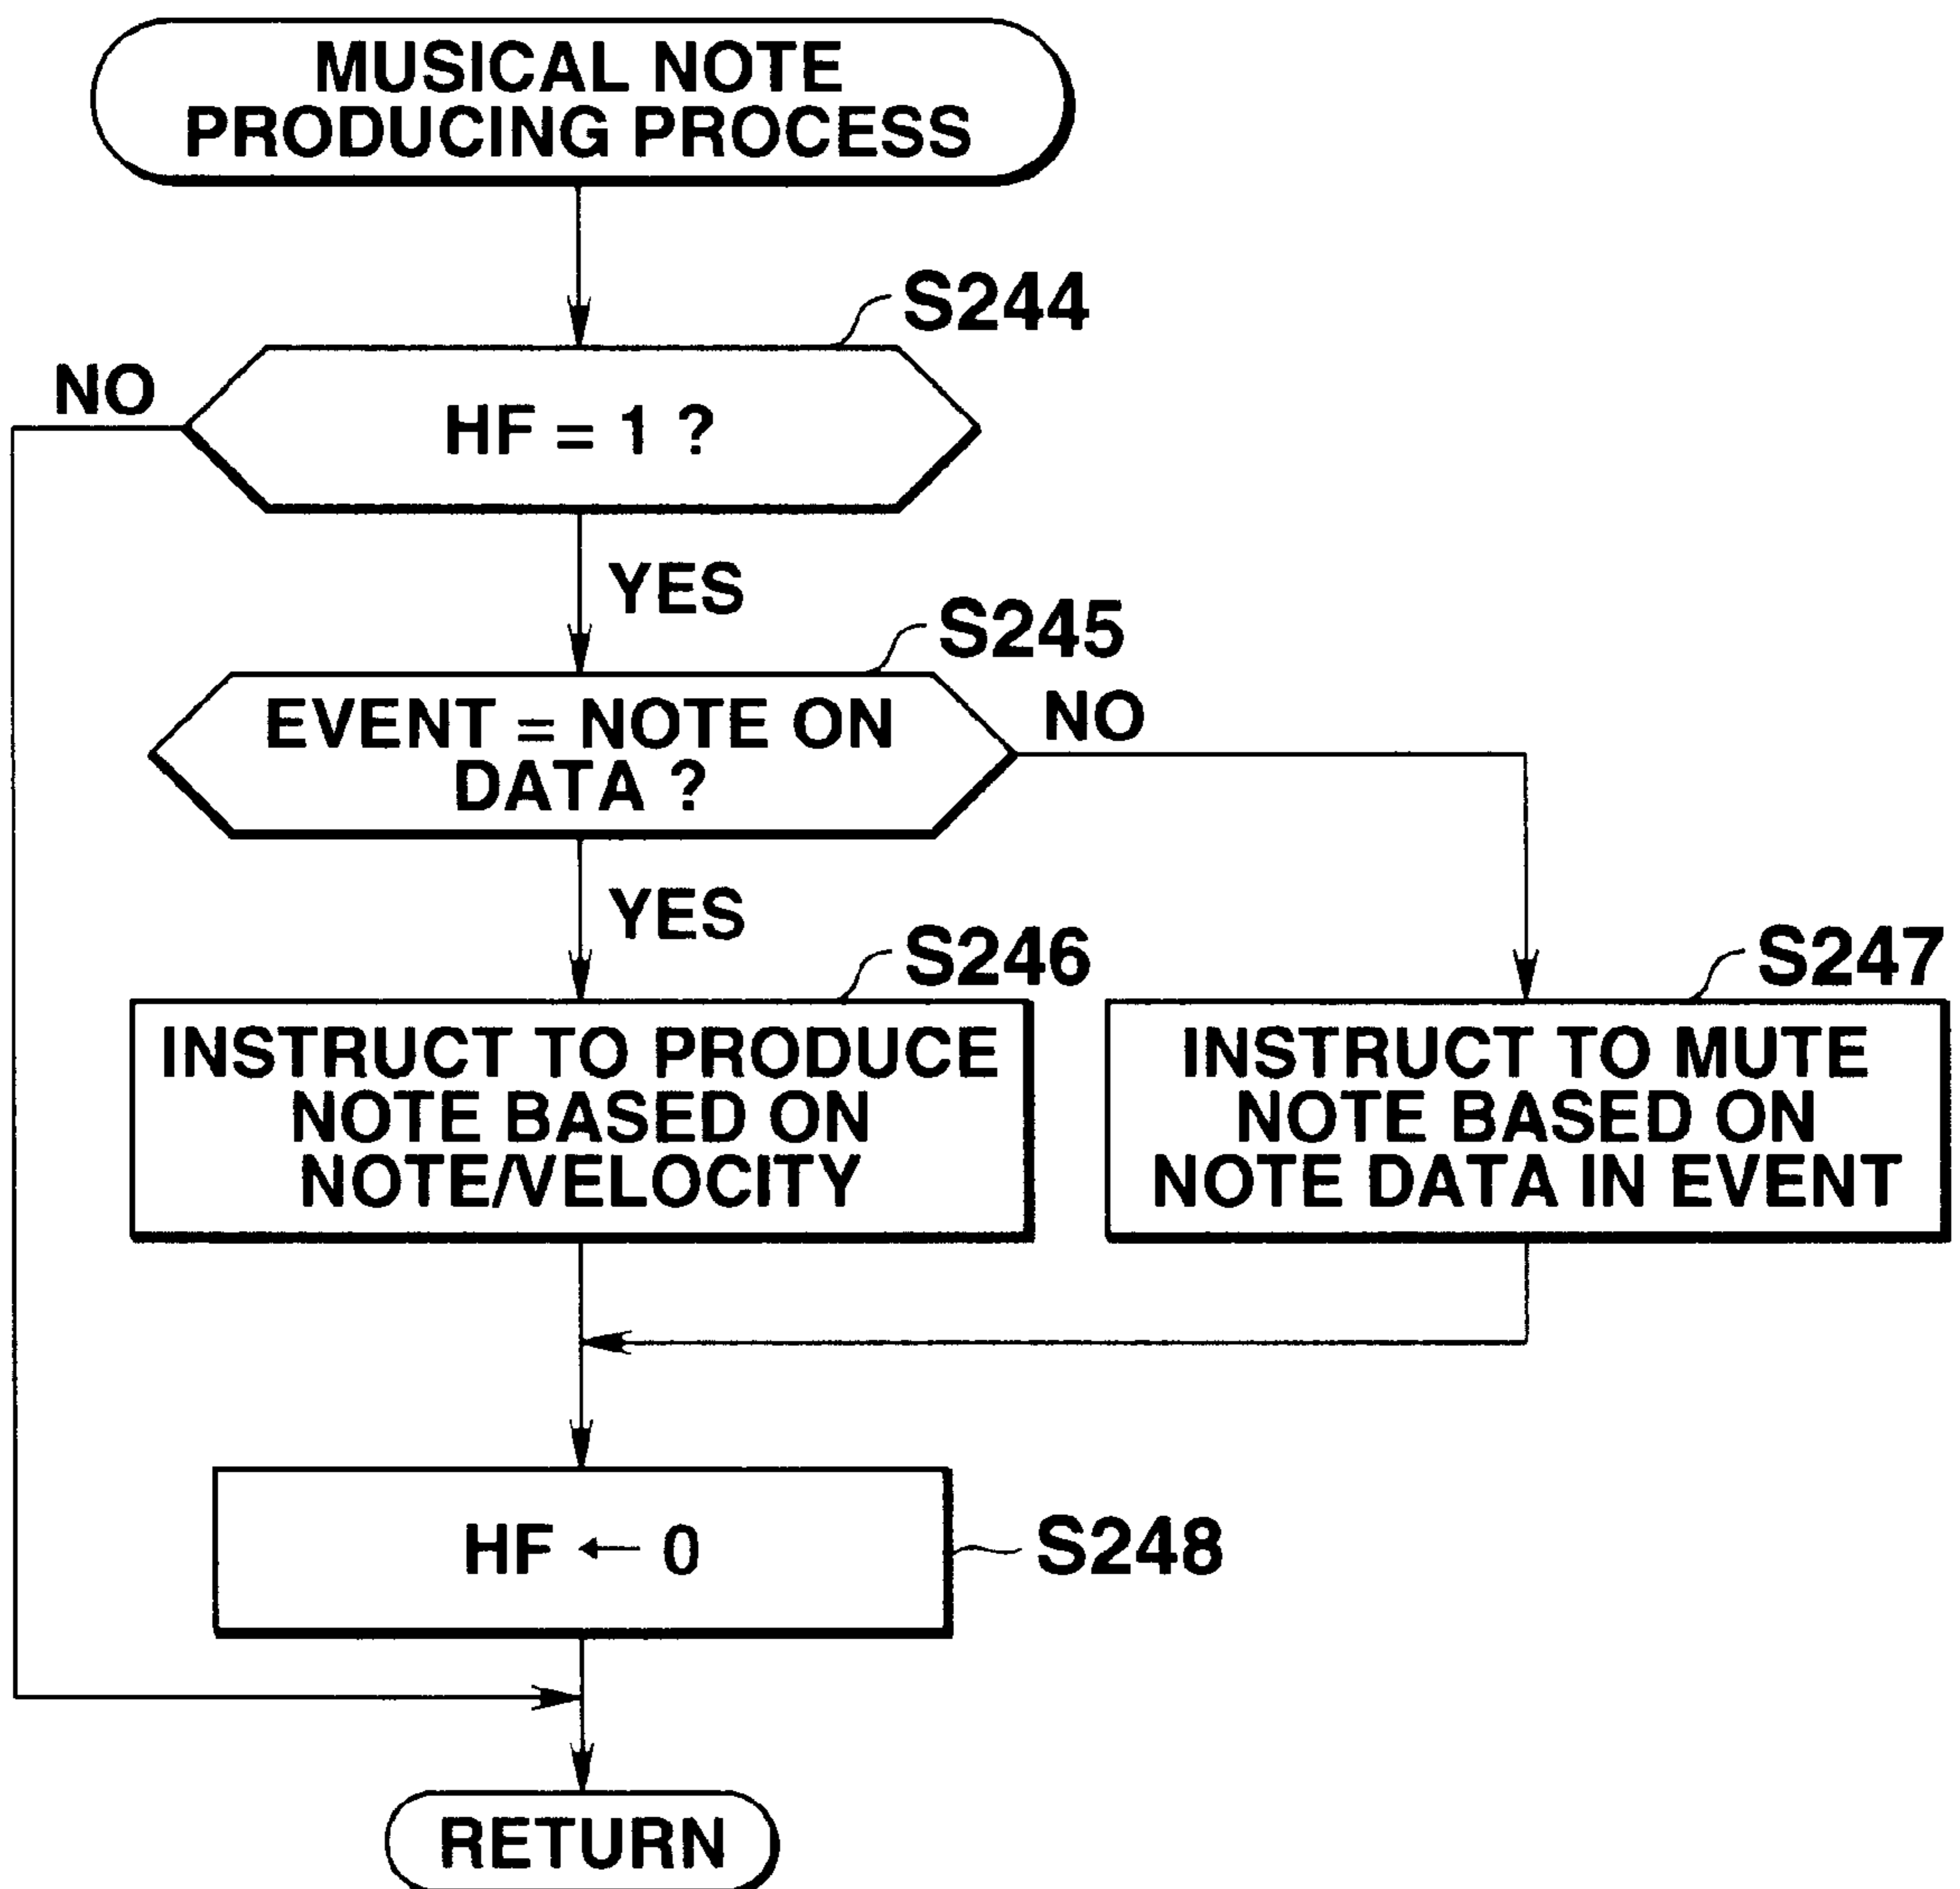 MUSICAL NOTE
PRODUCING PROCESS
S244
NO
HF = 1 ?
YES
S245
EVENT = NOTE ON
DATA ?
NO
YES
S246
S247
INSTRUCT TO PRODUCE
NOTE BASED ON
NOTE/VELOCITY
INSTRUCT TO MUTE
NOTE BASED ON
NOTE DATA IN EVENT
HF ← 0
S248
RETURN